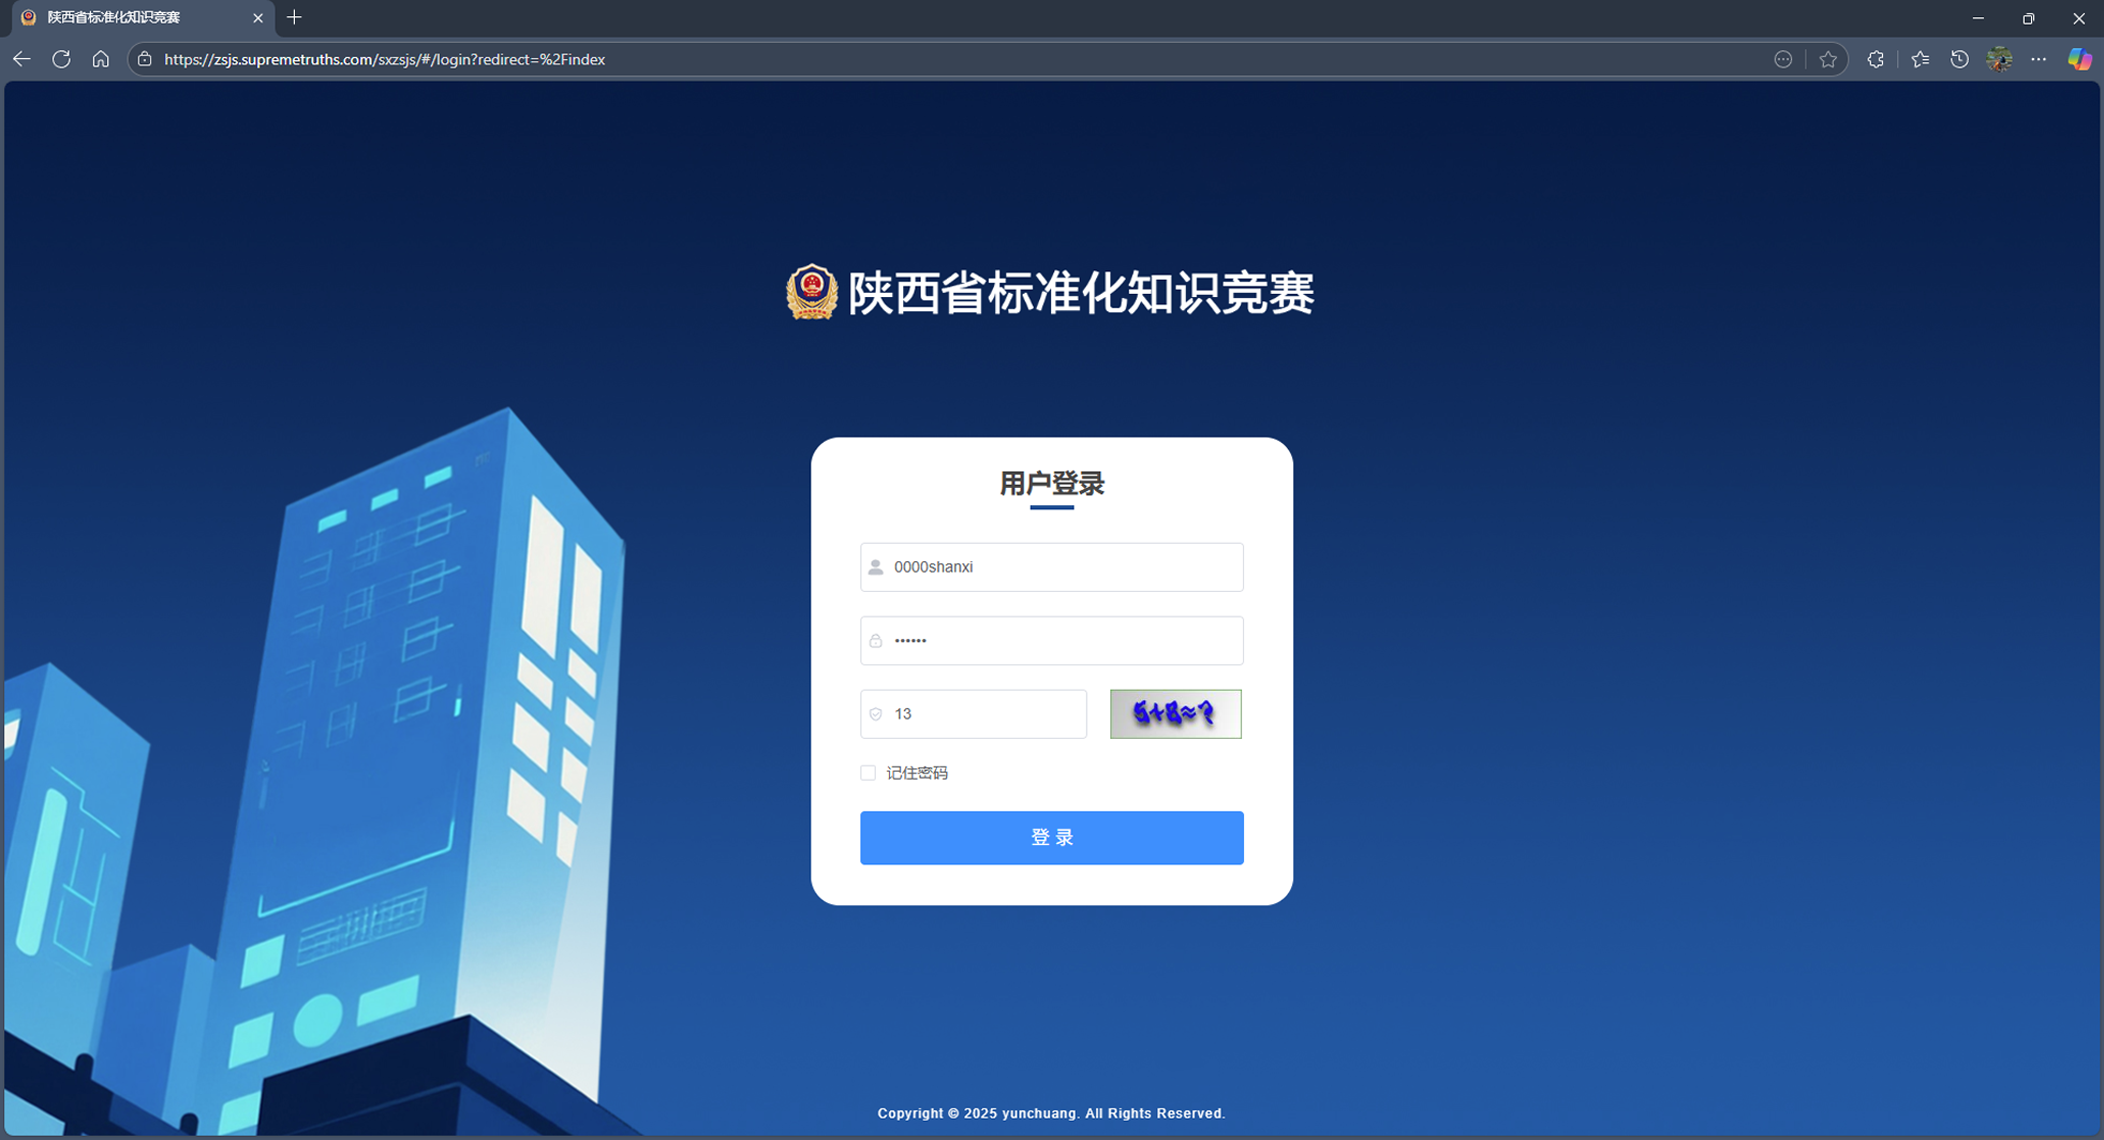 陕西省标准化知识竞赛
https://zsjs.supremetruths.com/sxzsjs/#/login?redirect=%2Findex
陕西省标准化知识竞赛
用户登录
0000shanxi
••••••
13
5+8≈?
记住密码
登 录
Copyright © 2025 yunchuang. All Rights Reserved.